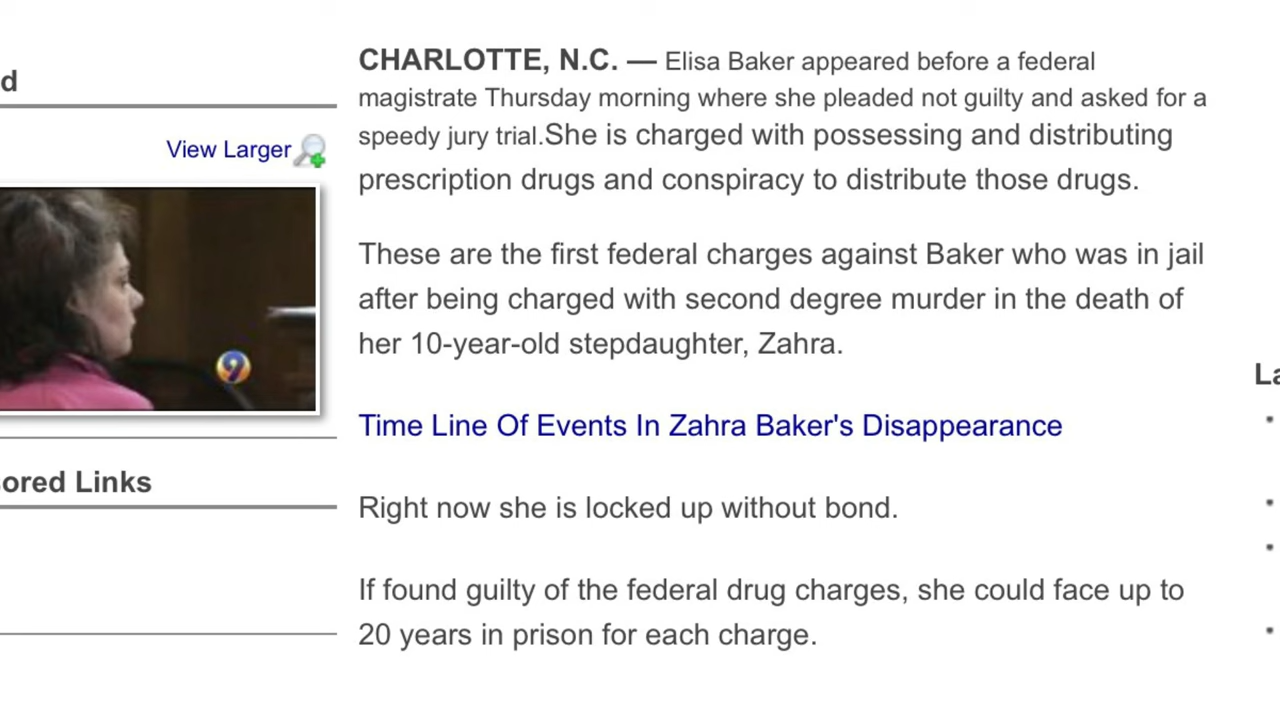 d
View Larger
9
ored Links
CHARLOTTE, N.C. — Elisa Baker appeared before a federal
magistrate Thursday morning where she pleaded not guilty and asked for a
speedy jury trial.She is charged with possessing and distributing
prescription drugs and conspiracy to distribute those drugs.
These are the first federal charges against Baker who was in jail
after being charged with second degree murder in the death of
her 10-year-old stepdaughter, Zahra.
Time Line Of Events In Zahra Baker's Disappearance
Right now she is locked up without bond.
If found guilty of the federal drug charges, she could face up to
20 years in prison for each charge.
La